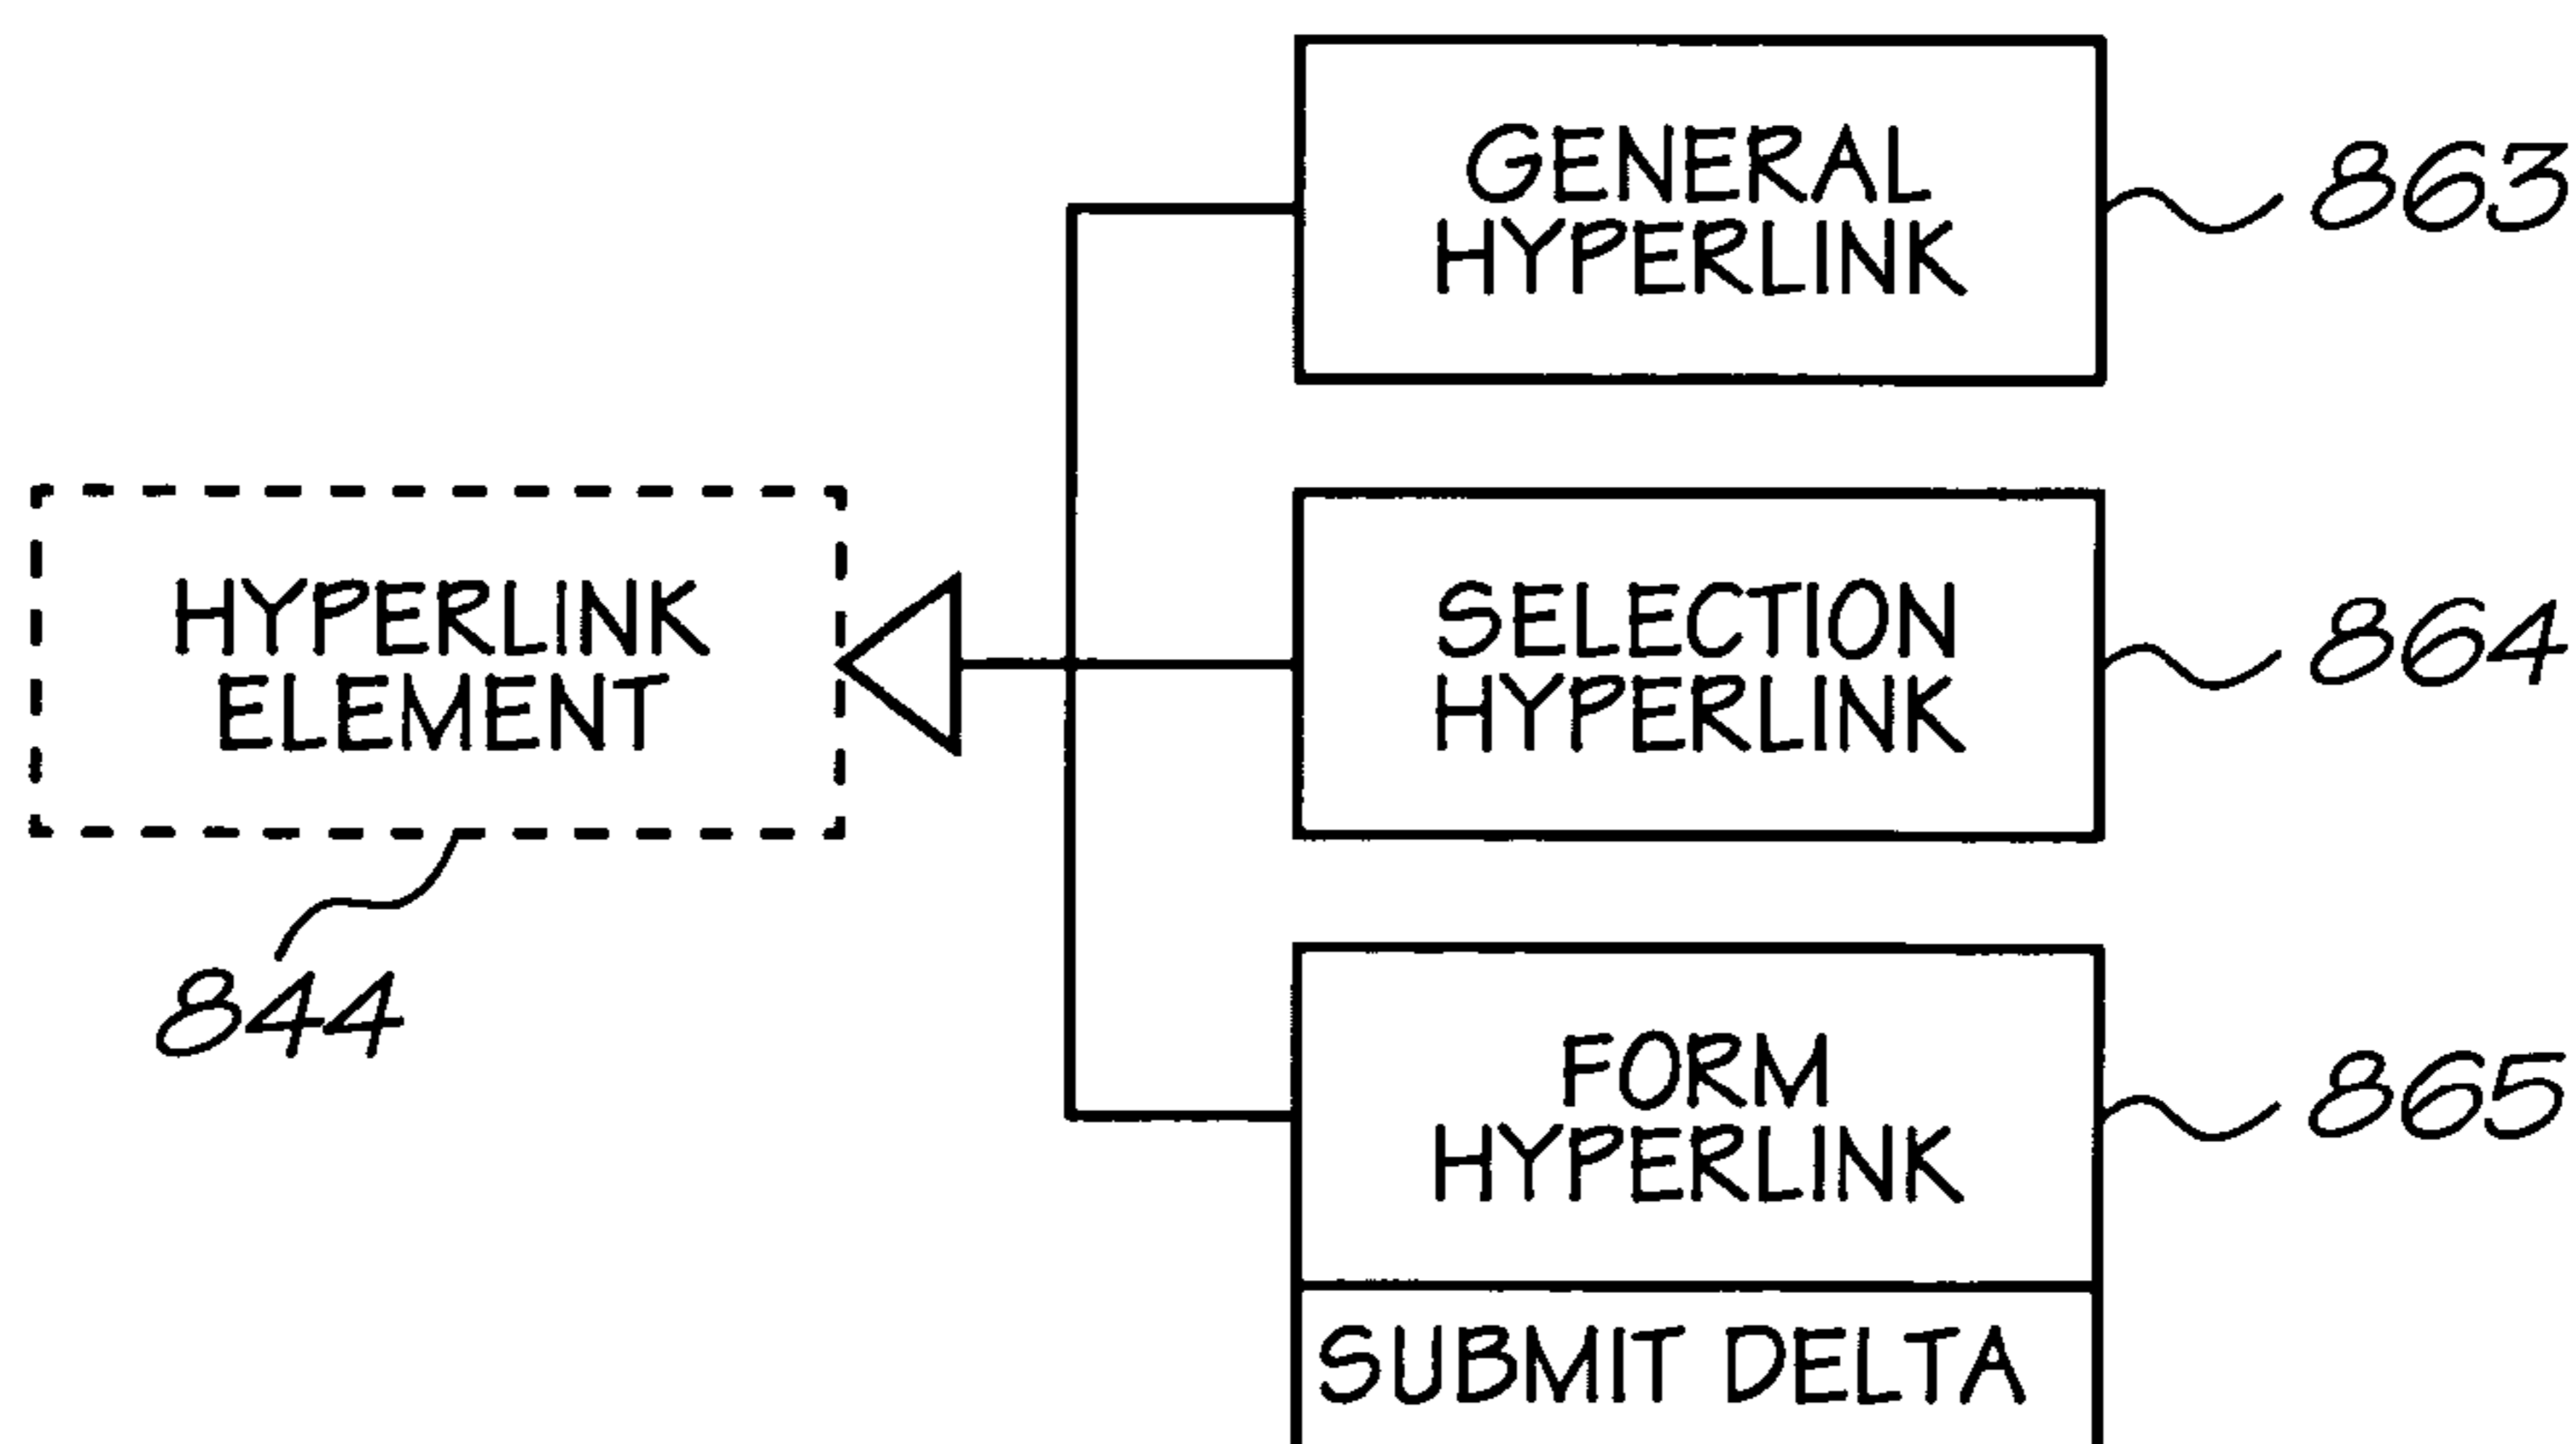 GENERAL
HYPERLINK
863
HYPERLINK
ELEMENT
844
SELECTION
HYPERLINK
864
FORM
HYPERLINK
865
SUBMIT DELTA